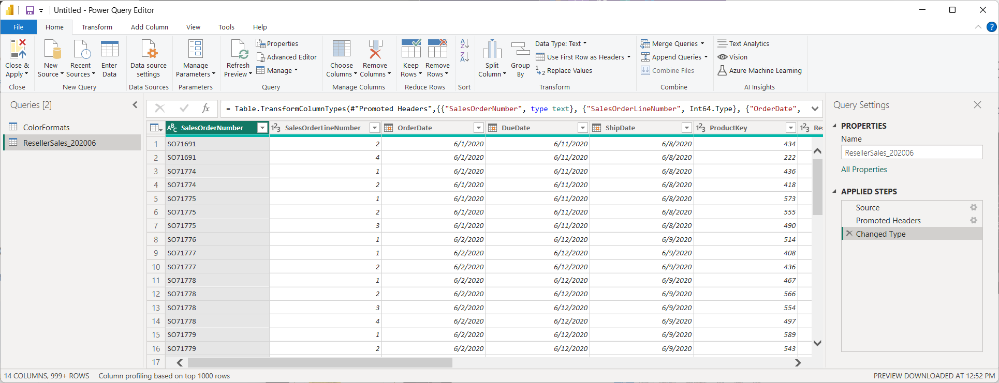 Untitled - Power Query Editor
File Home Transform Add Column View Tools Help
Close & Apply
New Source
Recent Sources
Enter Data
Data source settings
Manage Parameters
Refresh Preview
Properties
Advanced Editor
Manage
Choose Columns
Remove Columns
Keep Rows
Remove Rows
Split Column
Group By
Data Type: Text
Use First Row as Headers
Replace Values
Merge Queries
Append Queries
Combine Files
Text Analytics
Vision
Azure Machine Learning
Close New Query Data Sources Parameters Query Manage Columns Reduce Rows Sort Transform Combine AI Insights
Queries [2]
ColorFormats
ResellerSales_202006
= Table.TransformColumnTypes(#"Promoted Headers",{{"SalesOrderNumber", type text}, {"SalesOrderLineNumber", Int64.Type}, {"OrderDate",
SalesOrderNumber SalesOrderLineNumber OrderDate DueDate ShipDate ProductKey Res
1 SO71691 2 6/1/2020 6/11/2020 6/8/2020 434
2 SO71691 4 6/1/2020 6/11/2020 6/8/2020 222
3 SO71774 1 6/1/2020 6/11/2020 6/8/2020 436
4 SO71774 2 6/1/2020 6/11/2020 6/8/2020 418
5 SO71775 1 6/1/2020 6/11/2020 6/8/2020 573
6 SO71775 2 6/1/2020 6/11/2020 6/8/2020 555
7 SO71775 3 6/1/2020 6/11/2020 6/8/2020 490
8 SO71776 1 6/2/2020 6/12/2020 6/9/2020 514
9 SO71777 1 6/2/2020 6/12/2020 6/9/2020 408
10 SO71777 2 6/2/2020 6/12/2020 6/9/2020 436
11 SO71778 1 6/2/2020 6/12/2020 6/9/2020 467
12 SO71778 2 6/2/2020 6/12/2020 6/9/2020 566
13 SO71778 3 6/2/2020 6/12/2020 6/9/2020 554
14 SO71778 4 6/2/2020 6/12/2020 6/9/2020 497
15 SO71779 1 6/2/2020 6/12/2020 6/9/2020 589
16 SO71779 2 6/2/2020 6/12/2020 6/9/2020 543
17
Query Settings
PROPERTIES
Name
ResellerSales_202006
All Properties
APPLIED STEPS
Source
Promoted Headers
Changed Type
14 COLUMNS, 999+ ROWS Column profiling based on top 1000 rows
PREVIEW DOWNLOADED AT 12:52 PM